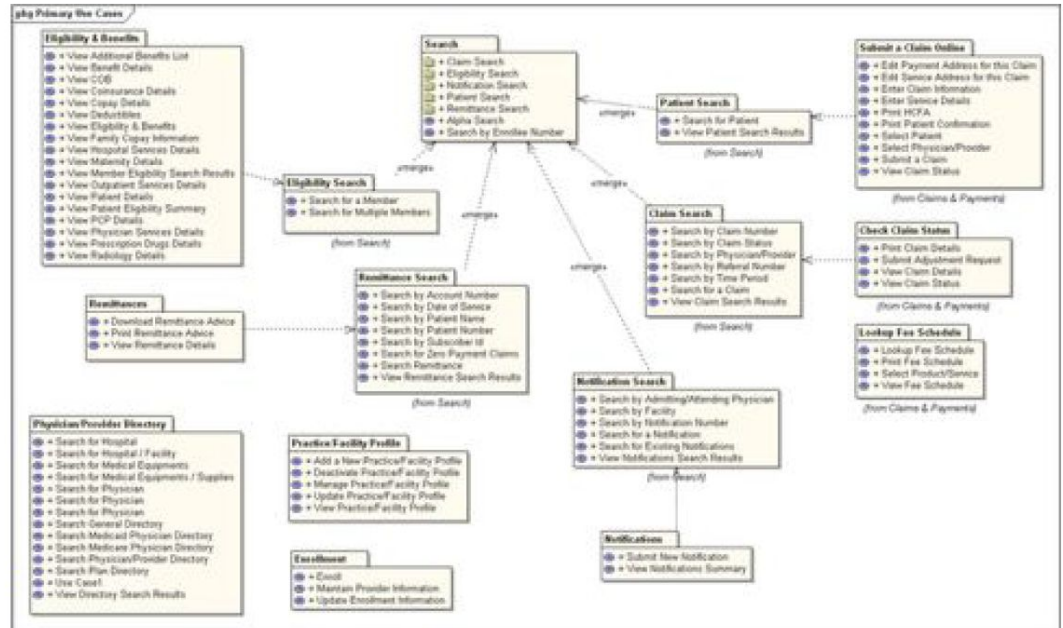 pkg Primary Use Cases
Eligibility & Benefits
+ View Additional Benefits List
+ View Benefit Details
+ View COB
+ View Coinsurance Details
+ View Copay Details
+ View Deductibles
+ View Eligibility & Benefits
+ View Family Copay Information
+ View Hospital Services Details
+ View Maternity Details
+ View Member Eligibility Search Results
+ View Outpatient Services Details
+ View Patient Details
+ View Patient Eligibility Summary
+ View PCP Details
+ View Physician Services Details
+ View Prescription Drugs Details
+ View Radiology Details
Search
+ Claim Search
+ Eligibility Search
+ Notification Search
+ Patient Search
+ Remittance Search
+ Alpha Search
+ Search by Enrollee Number
Patient Search
+ Search for Patient
+ View Patient Search Results
(from Search)
Submit a Claim Online
+ Edit Payment Address for this Claim
+ Edit Service Address for this Claim
+ Enter Claim Information
+ Enter Service Details
+ Print HCFA
+ Print Patient Confirmation
+ Select Patient
+ Select Physician/Provider
+ Submit a Claim
+ View Claim Status
(from Claims & Payments)
«merge»
«merge»
«merge»
«merge»
«merge»
Eligibility Search
+ Search for a Member
+ Search for Multiple Members
(from Search)
Claim Search
+ Search by Claim Number
+ Search by Claim Status
+ Search by Physician/Provider
+ Search by Referral Number
+ Search by Time Period
+ Search for a Claim
+ View Claim Search Results
(from Search)
Check Claim Status
+ Print Claim Details
+ Submit Adjustment Request
+ View Claim Details
+ View Claim Status
(from Claims & Payments)
Remittances
+ Download Remittance Advice
+ Print Remittance Advice
+ View Remittance Details
Remittance Search
+ Search by Account Number
+ Search by Date of Service
+ Search by Patient Name
+ Search by Patient Number
+ Search by Subscriber Id
+ Search for Zero Payment Claims
+ Search Remittance
+ View Remittance Search Results
(from Search)
Lookup Fee Schedule
+ Lookup Fee Schedule
+ Print Fee Schedule
+ Select Product/Service
+ View Fee Schedule
(from Claims & Payments)
Notification Search
+ Search by Admitting/Attending Physician
+ Search by Facility
+ Search by Notification Number
+ Search for a Notification
+ Search for Existing Notifications
+ View Notifications Search Results
(from Search)
Physician/Provider Directory
+ Search for Hospital
+ Search for Hospital / Facility
+ Search for Medical Equipments
+ Search for Medical Equipments / Supplies
+ Search for Physician
+ Search for Physician
+ Search for Physician
+ Search General Directory
+ Search Medicaid Physician Directory
+ Search Medicare Physician Directory
+ Search Physician/Provider Directory
+ Search Plan Directory
+ Use Case1
+ View Directory Search Results
Practice/Facility Profile
+ Add a New Practice/Facility Profile
+ Deactivate Practice/Facility Profile
+ Manage Practice/Facility Profile
+ Update Practice/Facility Profile
+ View Practice/Facility Profile
Enrollment
+ Enroll
+ Maintain Provider Information
+ Update Enrollment Information
Notifications
+ Submit New Notification
+ View Notifications Summary